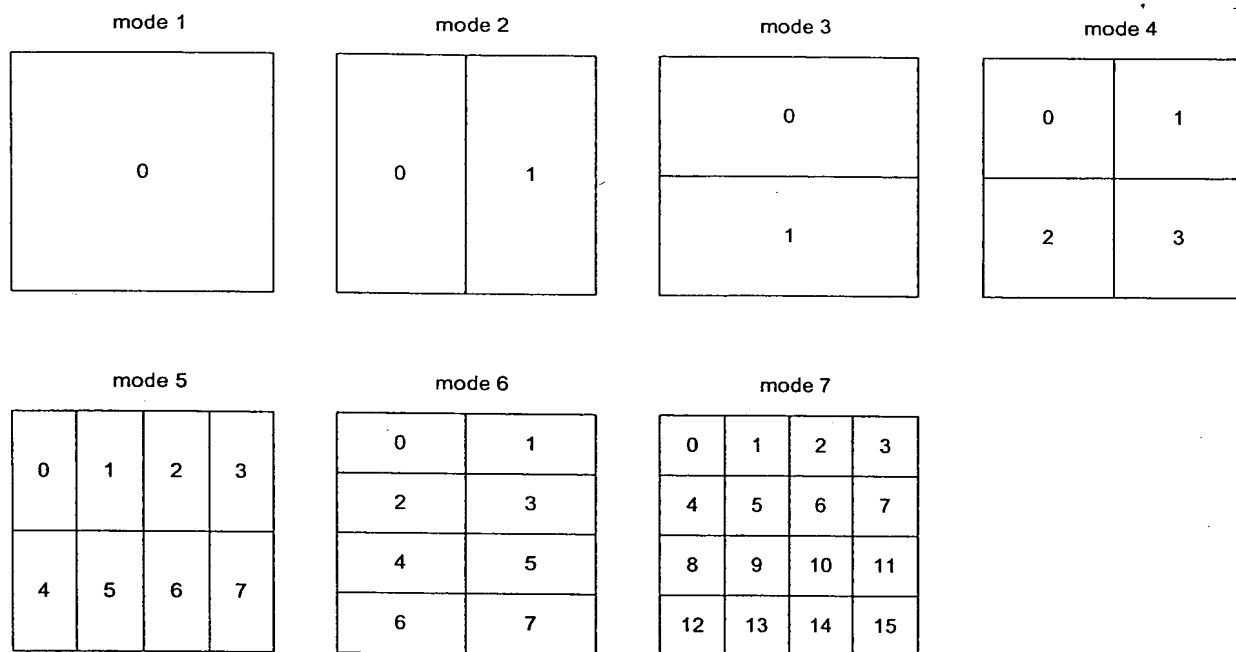 mode 1
0
mode 2
0 1
mode 3
0
1
mode 4
0 1
2 3
mode 5
0 1 2 3
4 5 6 7
mode 6
0 1
2 3
4 5
6 7
mode 7
0 1 2 3
4 5 6 7
8 9 10 11
12 13 14 15